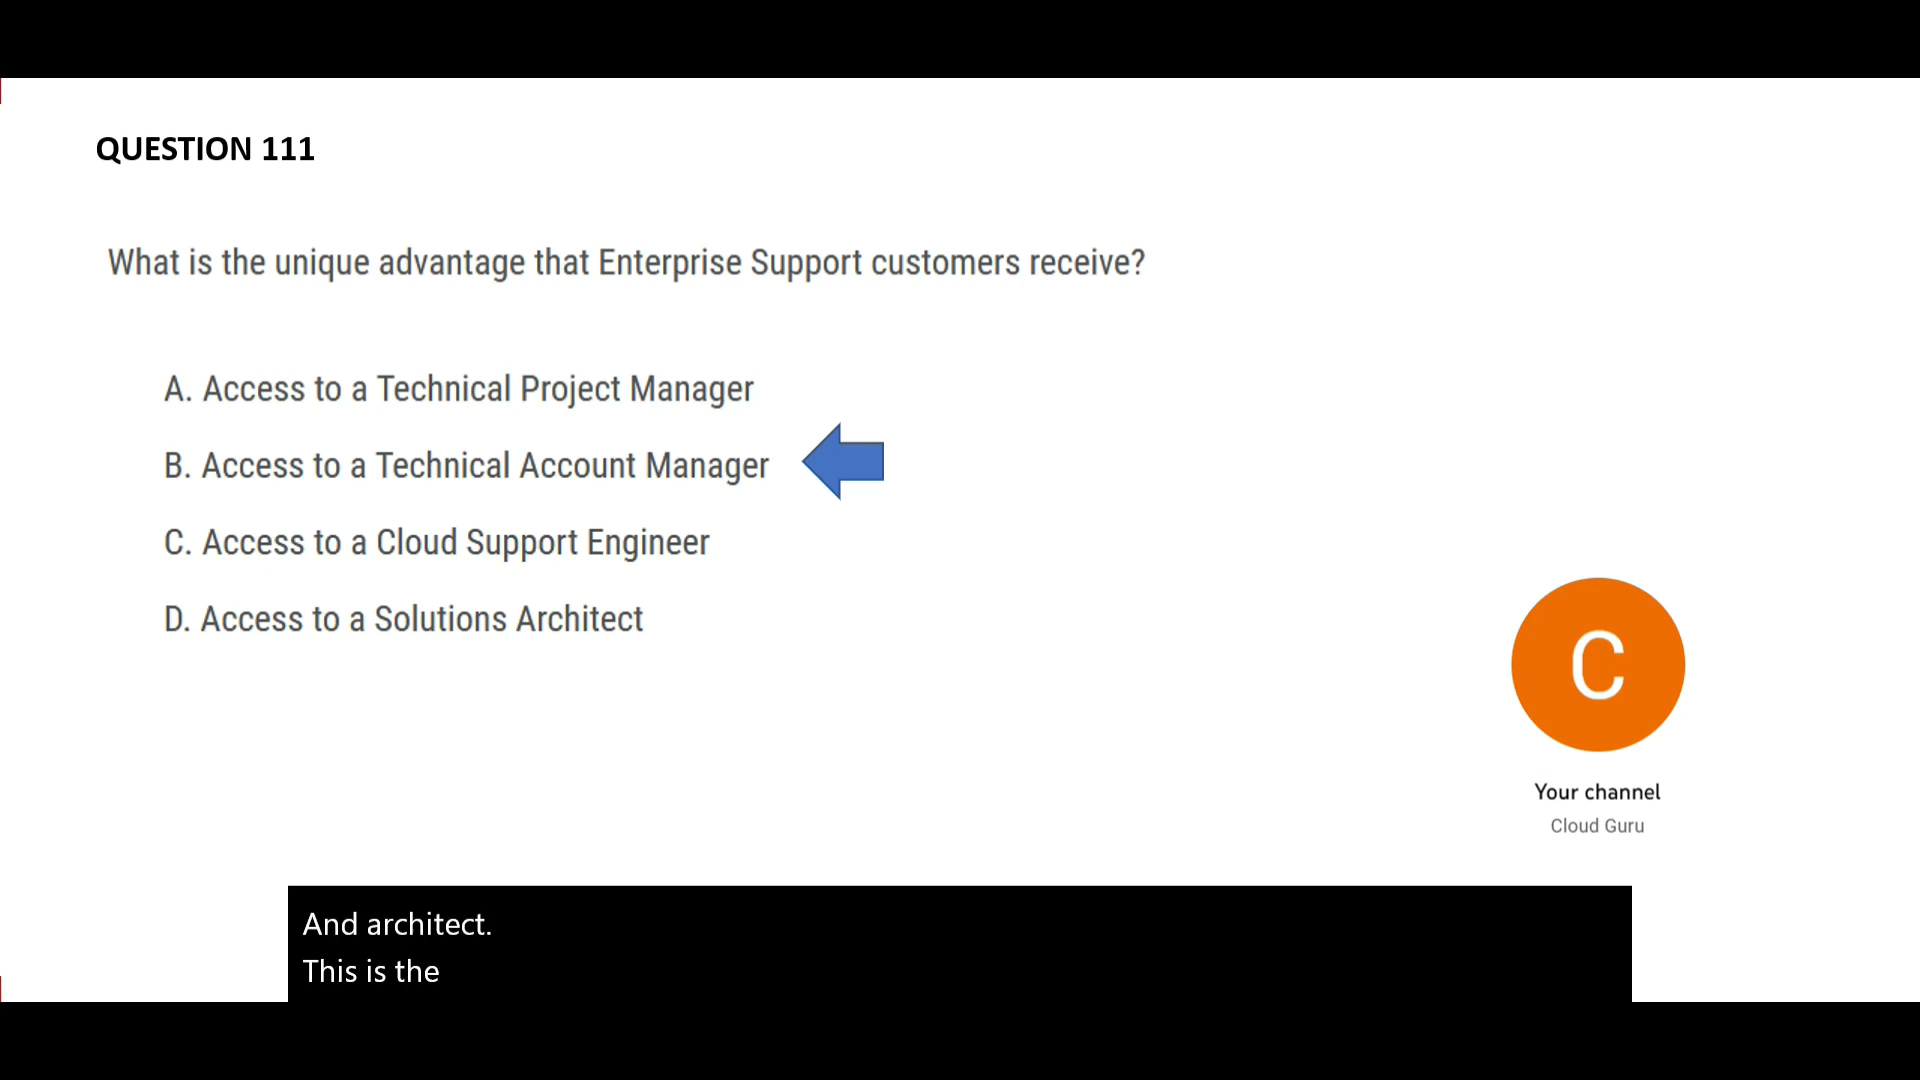 QUESTION 111
What is the unique advantage that Enterprise Support customers receive?
A. Access to a Technical Project Manager
B. Access to a Technical Account Manager
C. Access to a Cloud Support Engineer
D. Access to a Solutions Architect
C
Your channel
Cloud Guru
And architect.
This is the